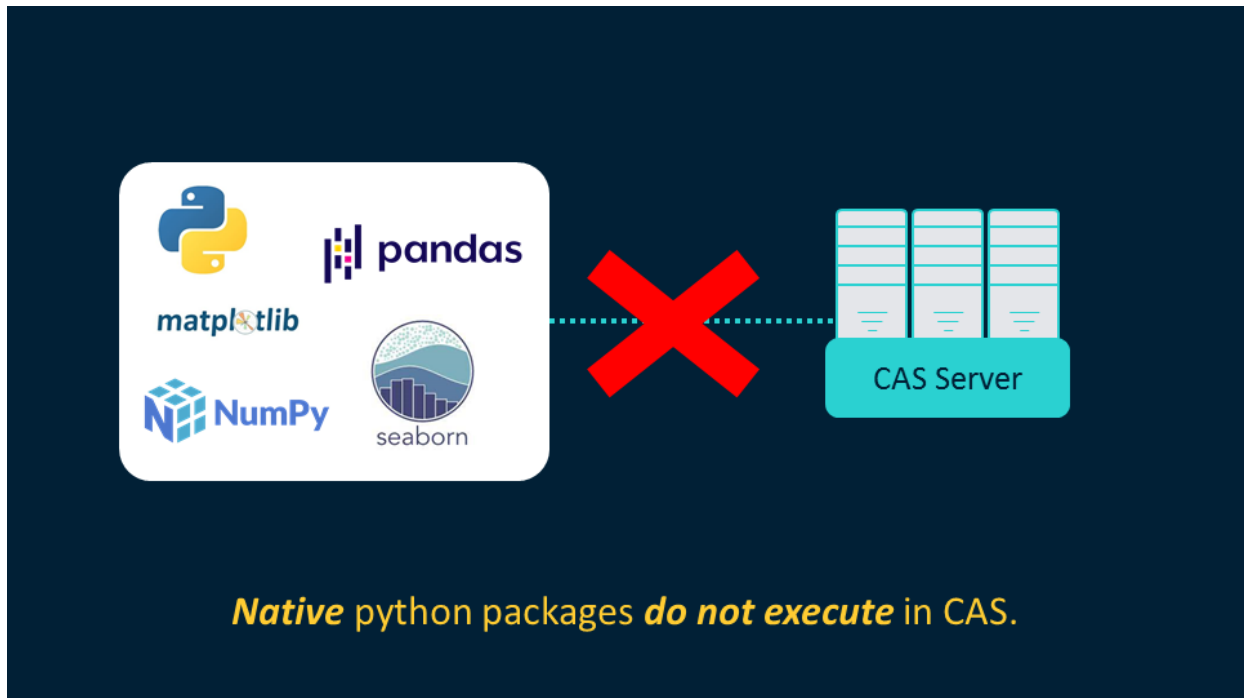 pandas
matplotlib
NumPy
seaborn
CAS Server
Native python packages do not execute in CAS.